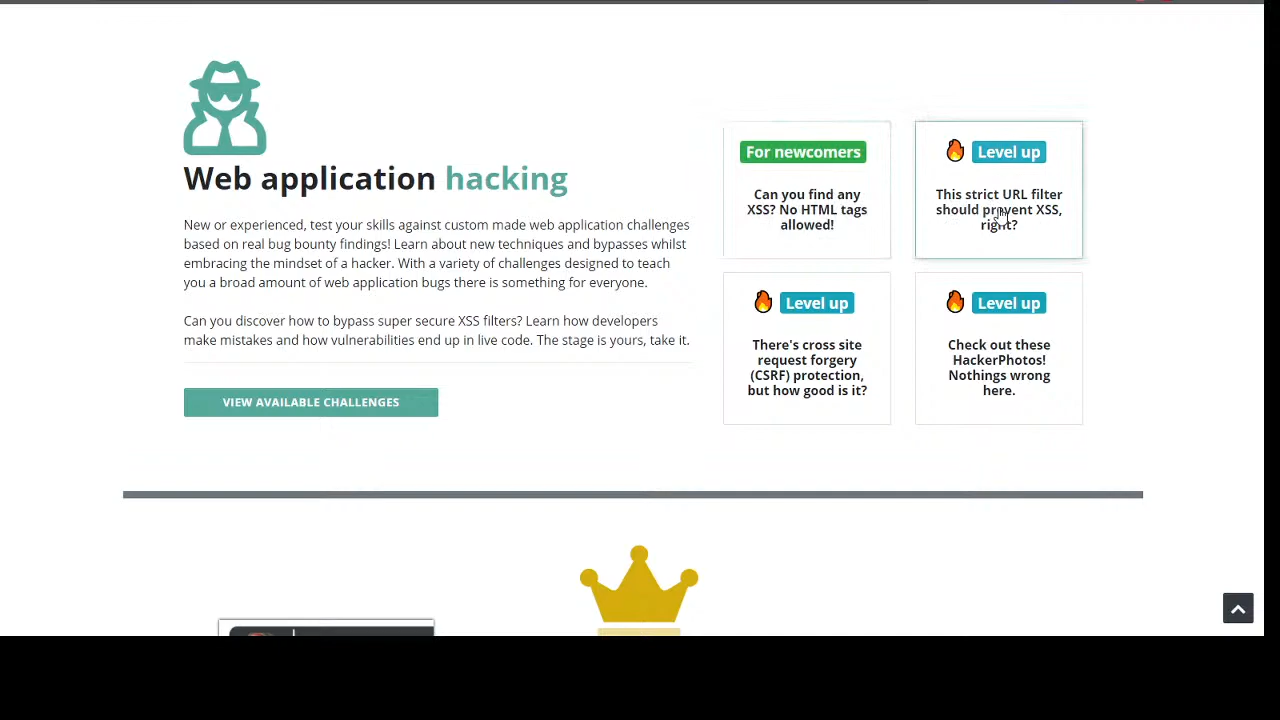 Web application hacking
New or experienced, test your skills against custom made web application challenges
based on real bug bounty findings! Learn about new techniques and bypasses whilst
embracing the mindset of a hacker. With a variety of challenges designed to teach
you a broad amount of web application bugs there is something for everyone.
Can you discover how to bypass super secure XSS filters? Learn how developers
make mistakes and how vulnerabilities end up in live code. The stage is yours, take it.
VIEW AVAILABLE CHALLENGES
For newcomers
Can you find any
XSS? No HTML tags
allowed!
Level up
This strict URL filter
should prevent XSS,
right?
Level up
There's cross site
request forgery
(CSRF) protection,
but how good is it?
Level up
Check out these
HackerPhotos!
Nothings wrong
here.